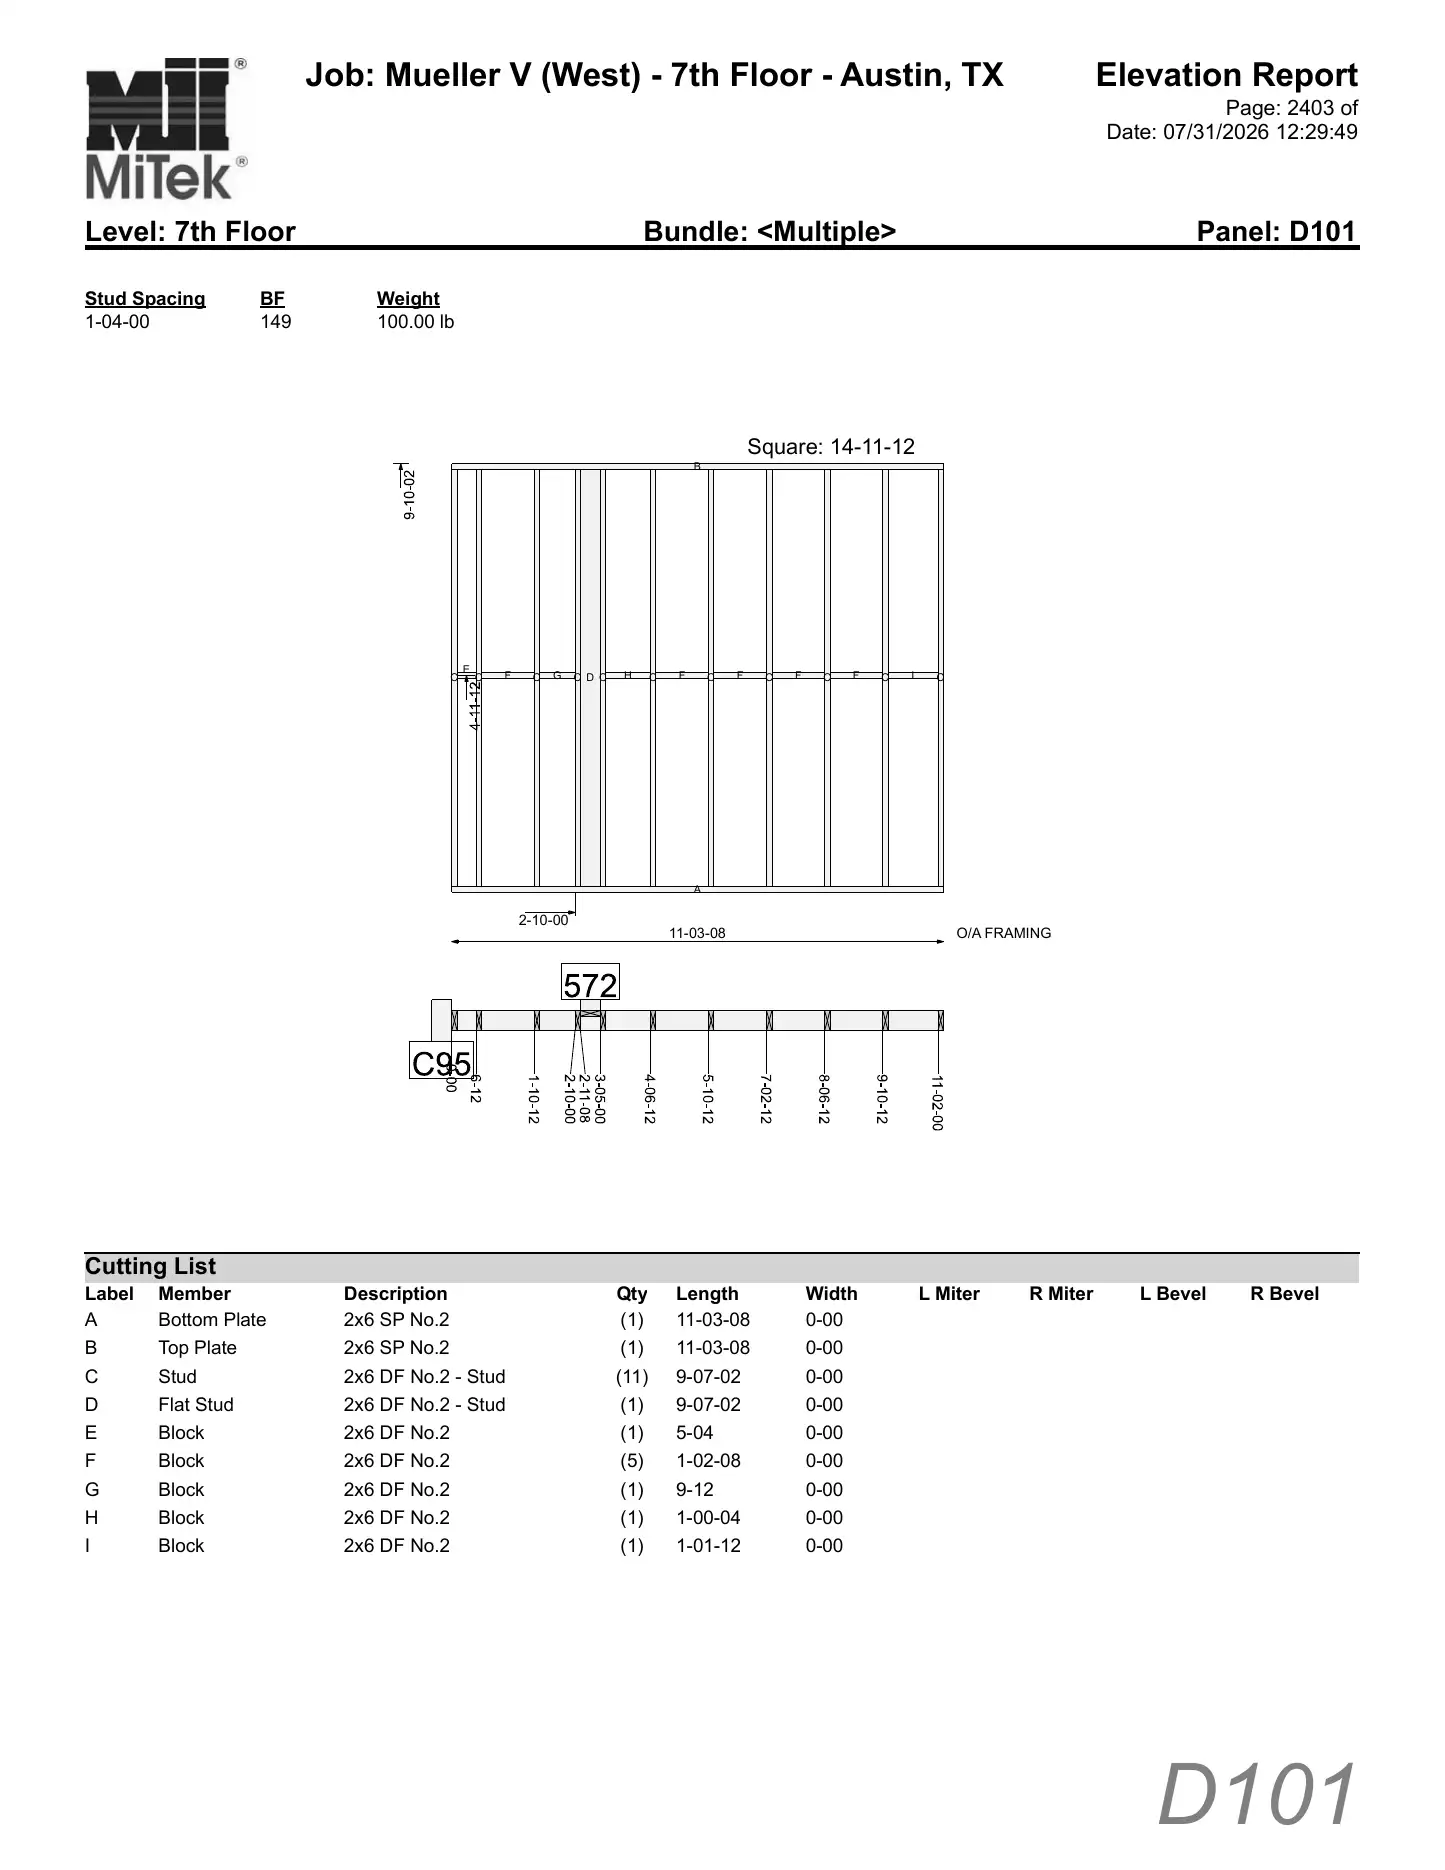 Job: Mueller V (West) - 7th Floor - Austin, TX
Elevation Report
Page: 2403 of
Date: 07/31/2026 12:29:49
MiTek®
Level: 7th Floor Bundle: <Multiple> Panel: D101
Stud Spacing BF Weight
1-04-00 149 100.00 lb
Square: 14-11-12
B
9-10-02
F G D H F F F F I
4-11-12
A
2-10-00
11-03-08 O/A FRAMING
572
C95
6-12 1-10-12 2-10-00 2-11-08 3-05-00 4-06-12 5-10-12 7-02-12 8-06-12 9-10-12 11-02-00
Cutting List
Label Member Description Qty Length Width L Miter R Miter L Bevel R Bevel
A Bottom Plate 2x6 SP No.2 (1) 11-03-08 0-00
B Top Plate 2x6 SP No.2 (1) 11-03-08 0-00
C Stud 2x6 DF No.2 - Stud (11) 9-07-02 0-00
D Flat Stud 2x6 DF No.2 - Stud (1) 9-07-02 0-00
E Block 2x6 DF No.2 (1) 5-04 0-00
F Block 2x6 DF No.2 (5) 1-02-08 0-00
G Block 2x6 DF No.2 (1) 9-12 0-00
H Block 2x6 DF No.2 (1) 1-00-04 0-00
I Block 2x6 DF No.2 (1) 1-01-12 0-00
D101